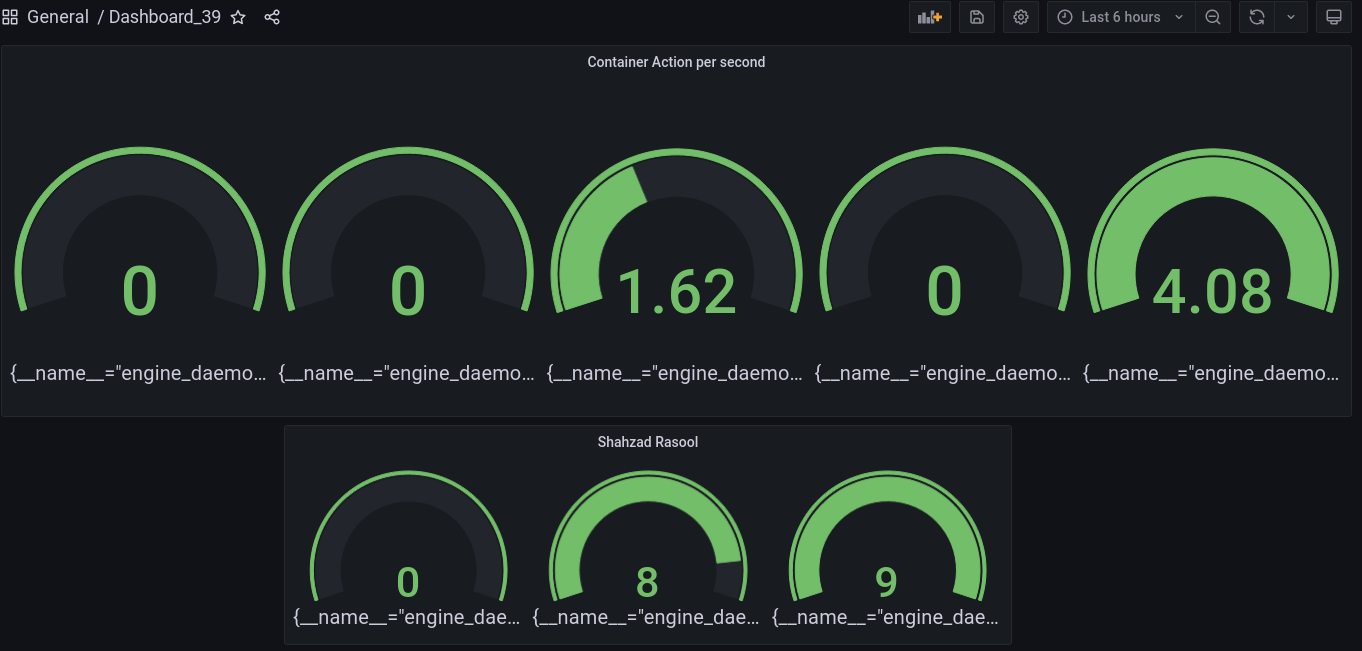 General / Dashboard_39
Last 6 hours
Container Action per second
0
0
1.62
0
4.08
{__name__="engine_daemo...
{__name__="engine_daemo...
{__name__="engine_daemo...
{__name__="engine_daemo...
{__name__="engine_daemo...
Shahzad Rasool
0
8
9
{__name__="engine_dae...
{__name__="engine_dae...
{__name__="engine_dae...